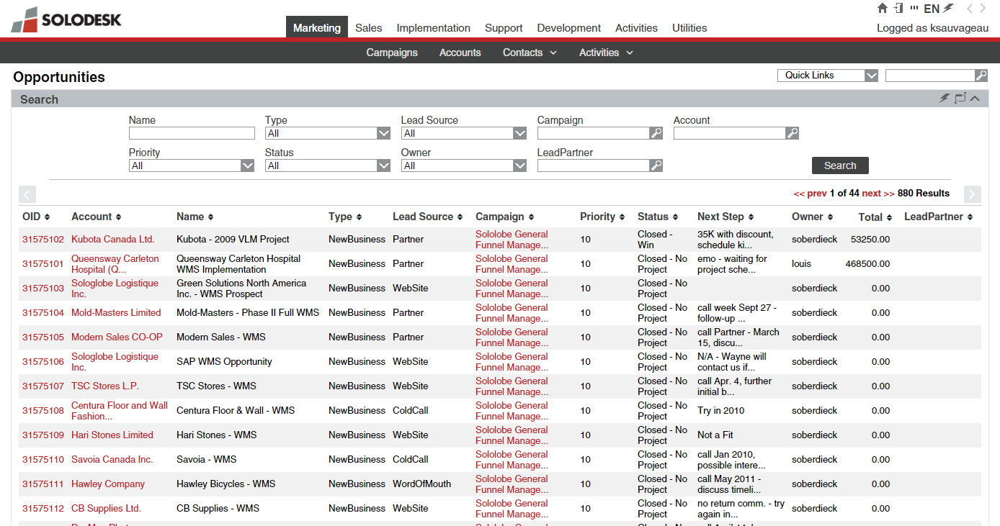 SOLODESK
EN
Marketing Sales Implementation Support Development Activities Utilities
Logged as ksauvageau
Campaigns Accounts Contacts Activities
Opportunities
Quick Links
Search
Name Type Lead Source Campaign Account
All All
Priority Status Owner LeadPartner
All All All
Search
<< prev 1 of 44 next >> 880 Results
OID Account Name Type Lead Source Campaign Priority Status Next Step Owner Total LeadPartner
31575102 Kubota Canada Ltd. Kubota - 2009 VLM Project NewBusiness Partner Sololobe General Funnel Manage... 10 Closed - Win 35K with discount, schedule ki... soberdieck 53250.00
31575101 Queensway Carleton Hospital (Q... Queensway Carleton Hospital WMS Implementation NewBusiness Partner Sololobe General Funnel Manage... 10 Closed - No Project emo - waiting for project sche... louis 468500.00
31575103 Sologlobe Logistique Inc. Green Solutions North America Inc. - WMS Prospect NewBusiness WebSite Sololobe General Funnel Manage... 10 Closed - No Project soberdieck 0.00
31575104 Mold-Masters Limited Mold-Masters - Phase II Full WMS NewBusiness Partner Sololobe General Funnel Manage... 10 Closed - No Project call week Sept 27 - follow-up ... soberdieck 0.00
31575105 Modern Sales CO-OP Modern Sales - WMS NewBusiness Partner Sololobe General Funnel Manage... 10 Closed - No Project call Partner - March 15, discu... soberdieck 0.00
31575106 Sologlobe Logistique Inc. SAP WMS Opportunity NewBusiness WebSite Sololobe General Funnel Manage... 10 Closed - No Project N/A - Wayne will contact us if... soberdieck 0.00
31575107 TSC Stores L.P. TSC Stores - WMS NewBusiness WebSite Sololobe General Funnel Manage... 10 Closed - No Project call Apr. 4, further initial b... soberdieck 0.00
31575108 Centura Floor and Wall Fashion... Centura Floor & Wall - WMS NewBusiness ColdCall Sololobe General Funnel Manage... 10 Closed - No Project Try in 2010 soberdieck 0.00
31575109 Hari Stones Limited Hari Stones - WMS NewBusiness WebSite Sololobe General Funnel Manage... 10 Closed - No Project Not a Fit soberdieck 0.00
31575110 Savoia Canada Inc. Savoia - WMS NewBusiness ColdCall Sololobe General Funnel Manage... 10 Closed - No Project call Jan 2010, possible intere... soberdieck 0.00
31575111 Hawley Company Hawley Bicycles - WMS NewBusiness WordOfMouth Sololobe General Funnel Manage... 10 Closed - No Project call May 2011 - discuss timeli... soberdieck 0.00
31575112 CB Supplies Ltd. CB Supplies - WMS NewBusiness WebSite Sololobe General Funnel Manage... 10 Closed - No Project no return comm. - try again in... soberdieck 0.00